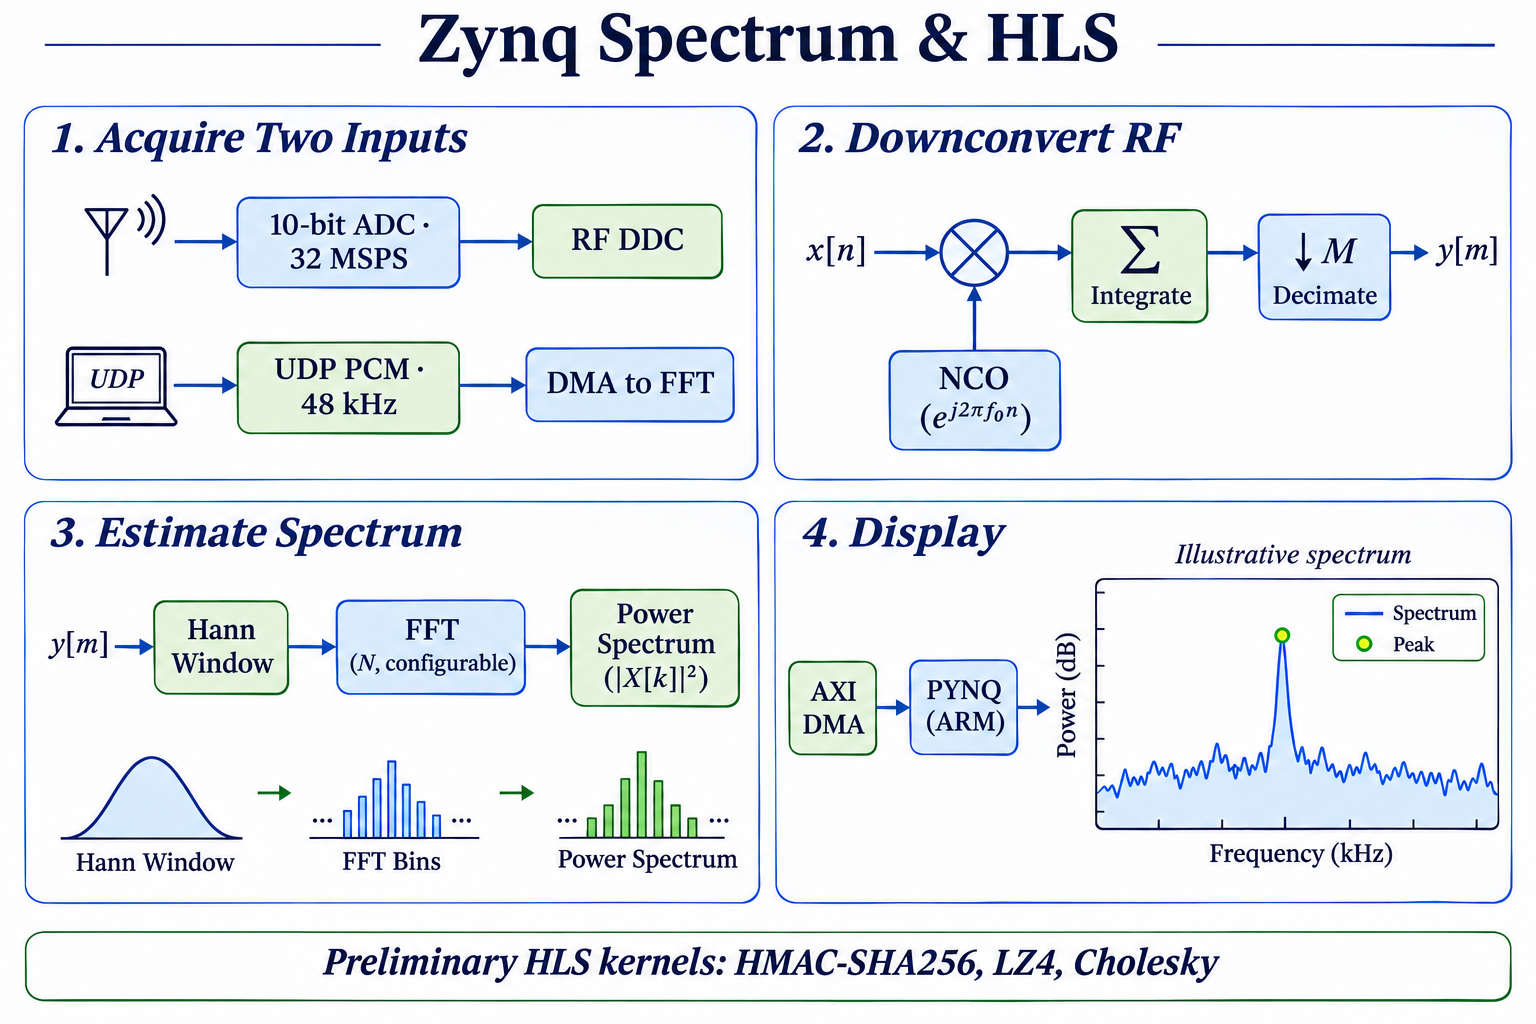 Zynq Spectrum & HLS
1. Acquire Two Inputs
10-bit ADC ·
32 MSPS
RF DDC
UDP
UDP PCM ·
48 kHz
DMA to FFT
2. Downconvert RF
x[n]
∑
Integrate
↓ M
Decimate
y[m]
NCO
(e^{j2πf₀n})
3. Estimate Spectrum
y[m]
Hann
Window
FFT
(N, configurable)
Power
Spectrum
(|X[k]|²)
... ...
... ...
Hann Window
FFT Bins
Power Spectrum
4. Display
AXI
DMA
PYNQ
(ARM)
Illustrative spectrum
Power (dB)
Spectrum
Peak
Frequency (kHz)
Preliminary HLS kernels: HMAC-SHA256, LZ4, Cholesky